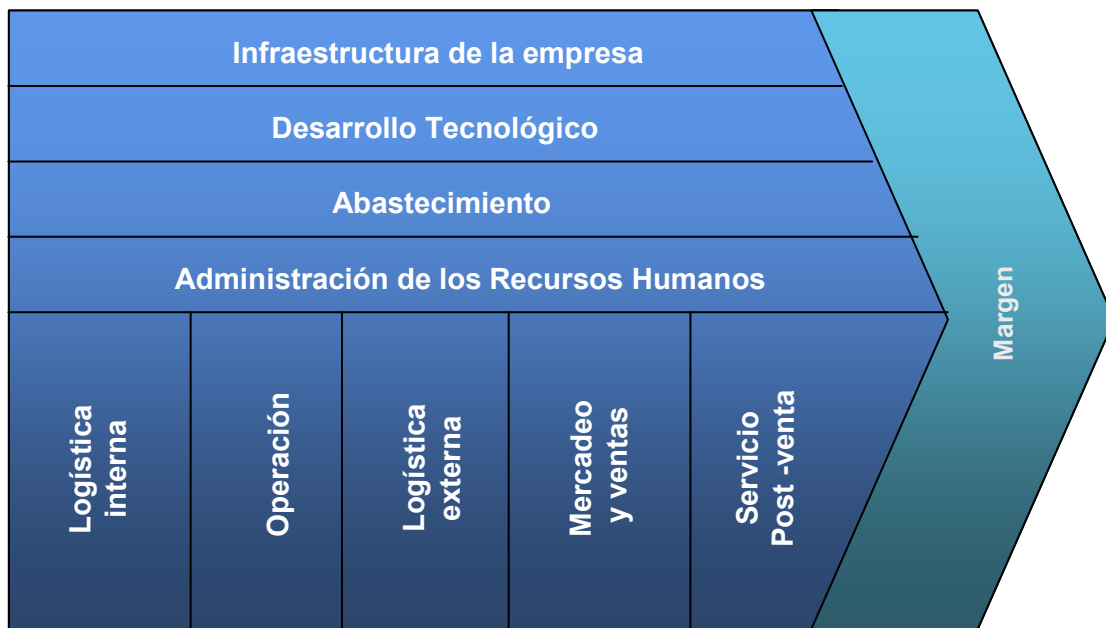 Infraestructura de la empresa
Desarrollo Tecnológico
Abastecimiento
Administración de los Recursos Humanos
Logística
interna
Operación
Logística
externa
Mercadeo
y ventas
Servicio
Post -venta
Margen